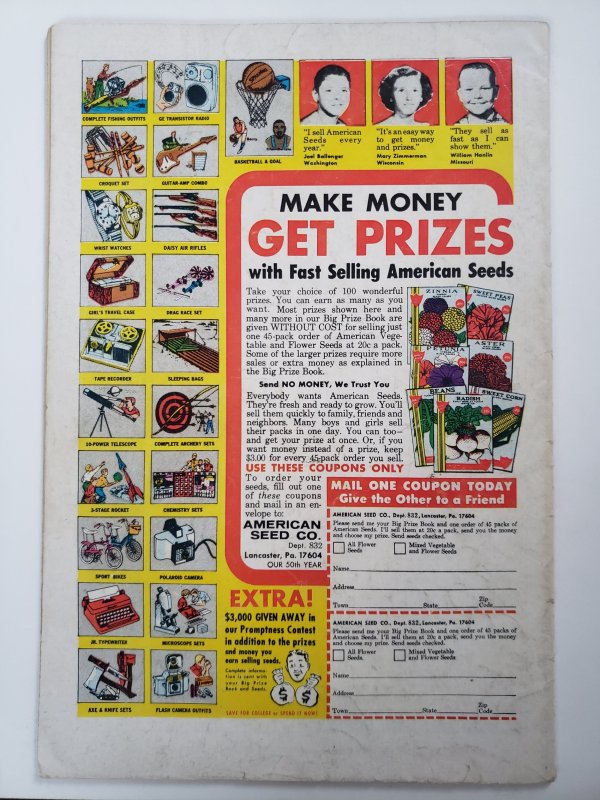 COMPLETE FISHING OUTFITS
GE TRANSISTOR RADIO
BASKETBALL & GOAL
CROQUET SET
GUITAR-AMP COMBO
WRIST WATCHES
DAISY AIR RIFLES
GIRL'S TRAVEL CASE
DRAG RACE SET
TAPE RECORDER
SLEEPING BAGS
10-POWER TELESCOPE
COMPLETE ARCHERY SETS
3-STAGE ROCKET
CHEMISTRY SETS
SPORT BIKES
POLAROID CAMERA
JR. TYPEWRITER
MICROSCOPE SETS
AXE & KNIFE SETS
FLASH CAMERA OUTFITS
"I sell American
Seeds every
year."
Joel Ballenger
Washington
"It's an easy way
to get money
and prizes."
Mary Zimmerman
Wisconsin
"They sell as
fast as I can
show them."
William Hanlin
Missouri
MAKE MONEY
GET PRIZES
with Fast Selling American Seeds
Take your choice of 100 wonderful
prizes. You can earn as many as you
want. Most prizes shown here and
many more in our Big Prize Book are
given WITHOUT COST for selling just
one 45-pack order of American Vege-
table and Flower Seeds at 20c a pack.
Some of the larger prizes require more
sales or extra money as explained in
the Big Prize Book.
Send NO MONEY, We Trust You
Everybody wants American Seeds.
They're fresh and ready to grow. You'll
sell them quickly to family, friends and
neighbors. Many boys and girls sell
their packs in one day. You can too—
and get your prize at once. Or, if you
want money instead of a prize, keep
$3.00 for every 45-pack order you sell.
ZINNIA
SWEET PEAS
PETUNIA
ASTER
BEANS
RADISH
SWEET CORN
USE THESE COUPONS ONLY
To order your
seeds, fill out one
of these coupons
and mail in an en-
velope to:
AMERICAN
SEED CO.
Dept. 832
Lancaster, Pa. 17604
OUR 50th YEAR
MAIL ONE COUPON TODAY
Give the Other to a Friend
AMERICAN SEED CO., Dept. 832, Lancaster, Pa. 17604
Please send me your Big Prize Book and one order of 45 packs of
American Seeds. I'll sell them at 20c a pack, send you the money
and choose my prize. Send seeds checked.
All Flower
Seeds
Mixed Vegetable
and Flower Seeds
Name
Address
Town State Zip Code
AMERICAN SEED CO., Dept. 832, Lancaster, Pa. 17604
Please send me your Big Prize Book and one order of 45 packs of
American Seeds. I'll sell them at 20c a pack, send you the money
and choose my prize. Send seeds checked.
All Flower
Seeds
Mixed Vegetable
and Flower Seeds
Name
Address
Town State Zip Code
EXTRA!
$3,000 GIVEN AWAY in
our Promptness Contest
in addition to the prizes
and money you
earn selling seeds.
Complete informa-
tion is sent with
your Big Prize
Book and Seeds.
SAVE FOR COLLEGE or SPEND IT NOW!